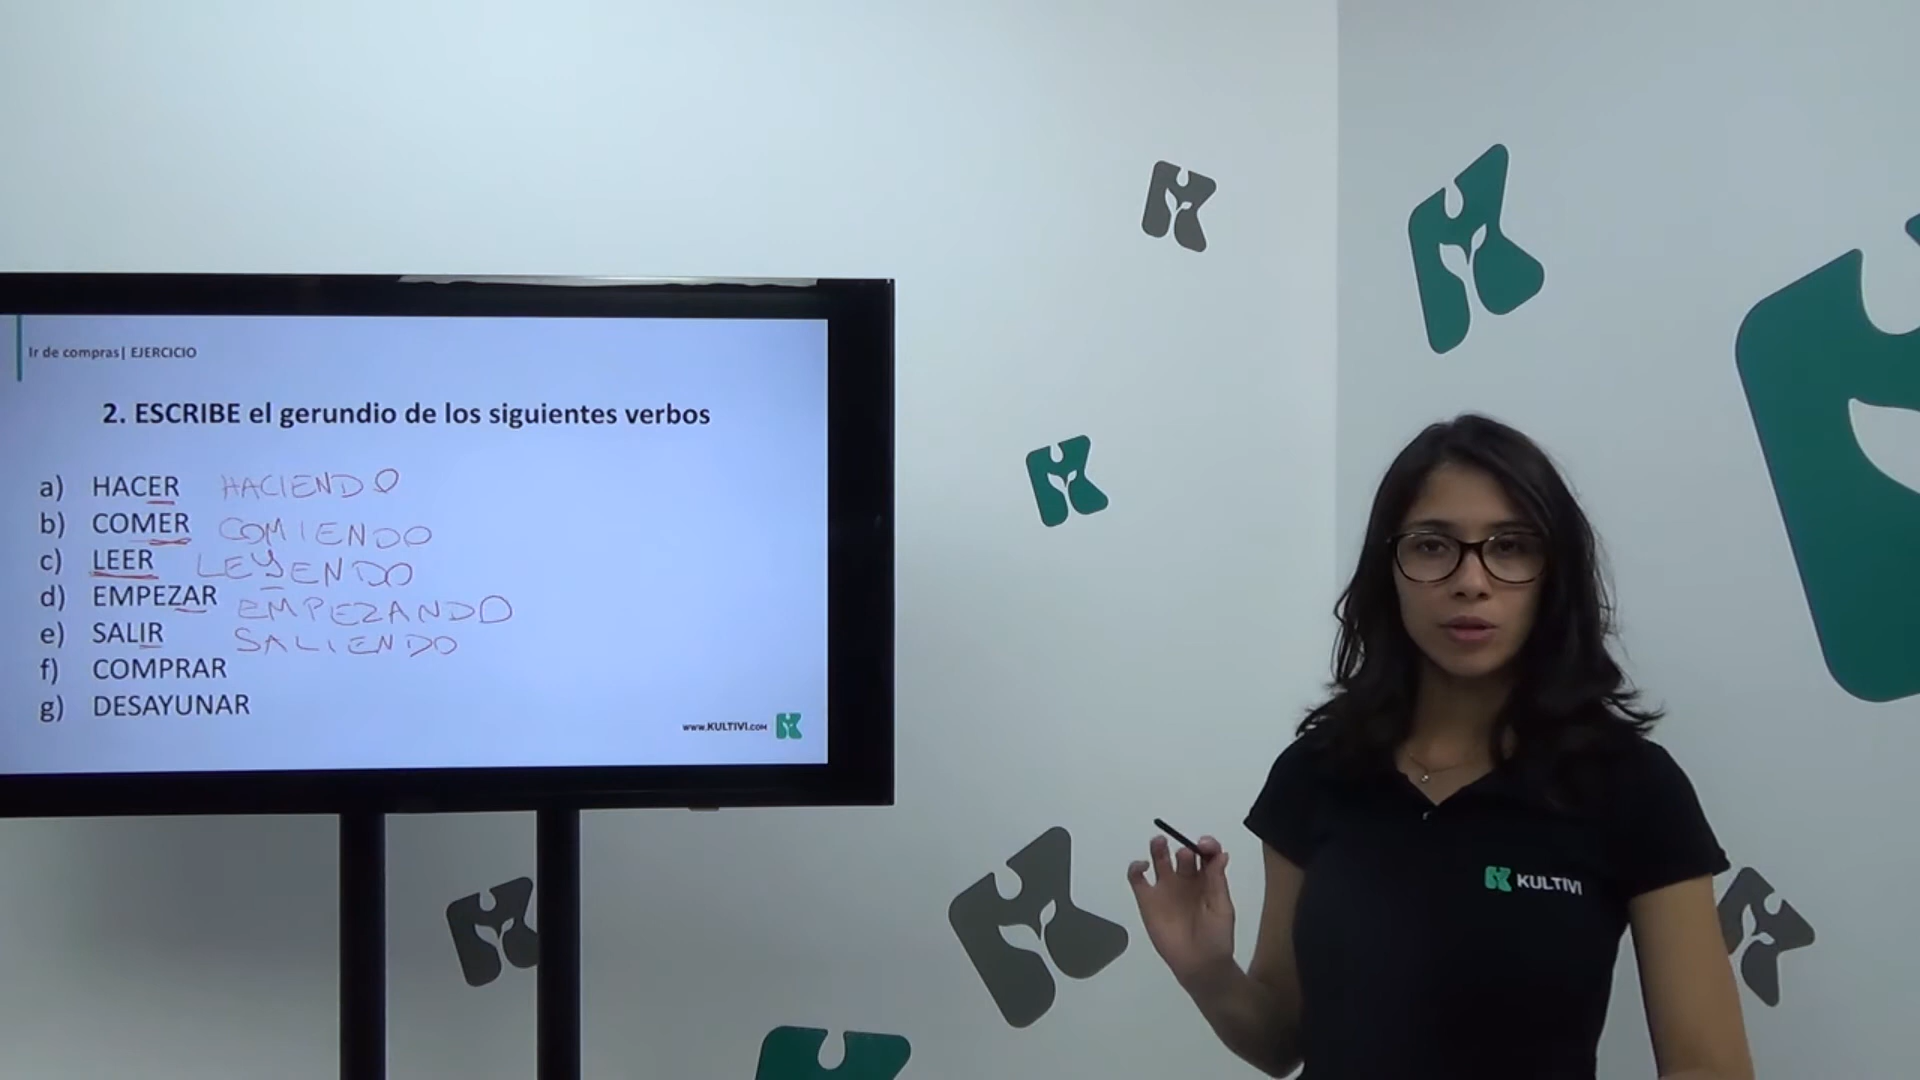 Ir de compras| EJERCICIO
2. ESCRIBE el gerundio de los siguientes verbos
a) HACER HACIENDO
b) COMER COMIENDO
c) LEER LEYENDO
d) EMPEZAR EMPEZANDO
e) SALIR SALIENDO
f) COMPRAR
g) DESAYUNAR
www.KULTIVI.COM
KULTIVI